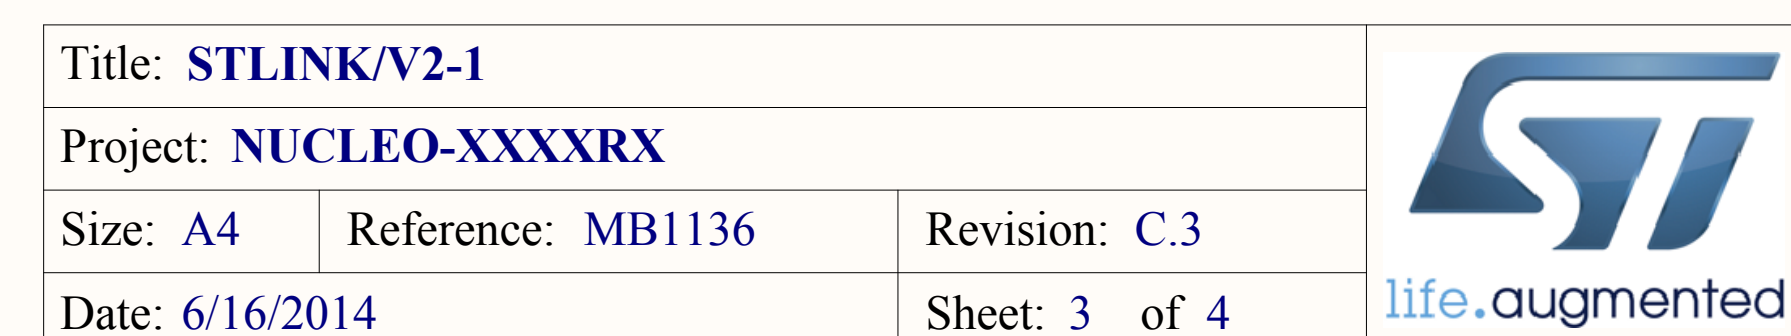 Title: STLINK/V2-1
Project: NUCLEO-XXXXRX
Size: A4 Reference: MB1136 Revision: C.3
Date: 6/16/2014 Sheet: 3 of 4
ST
life.augmented